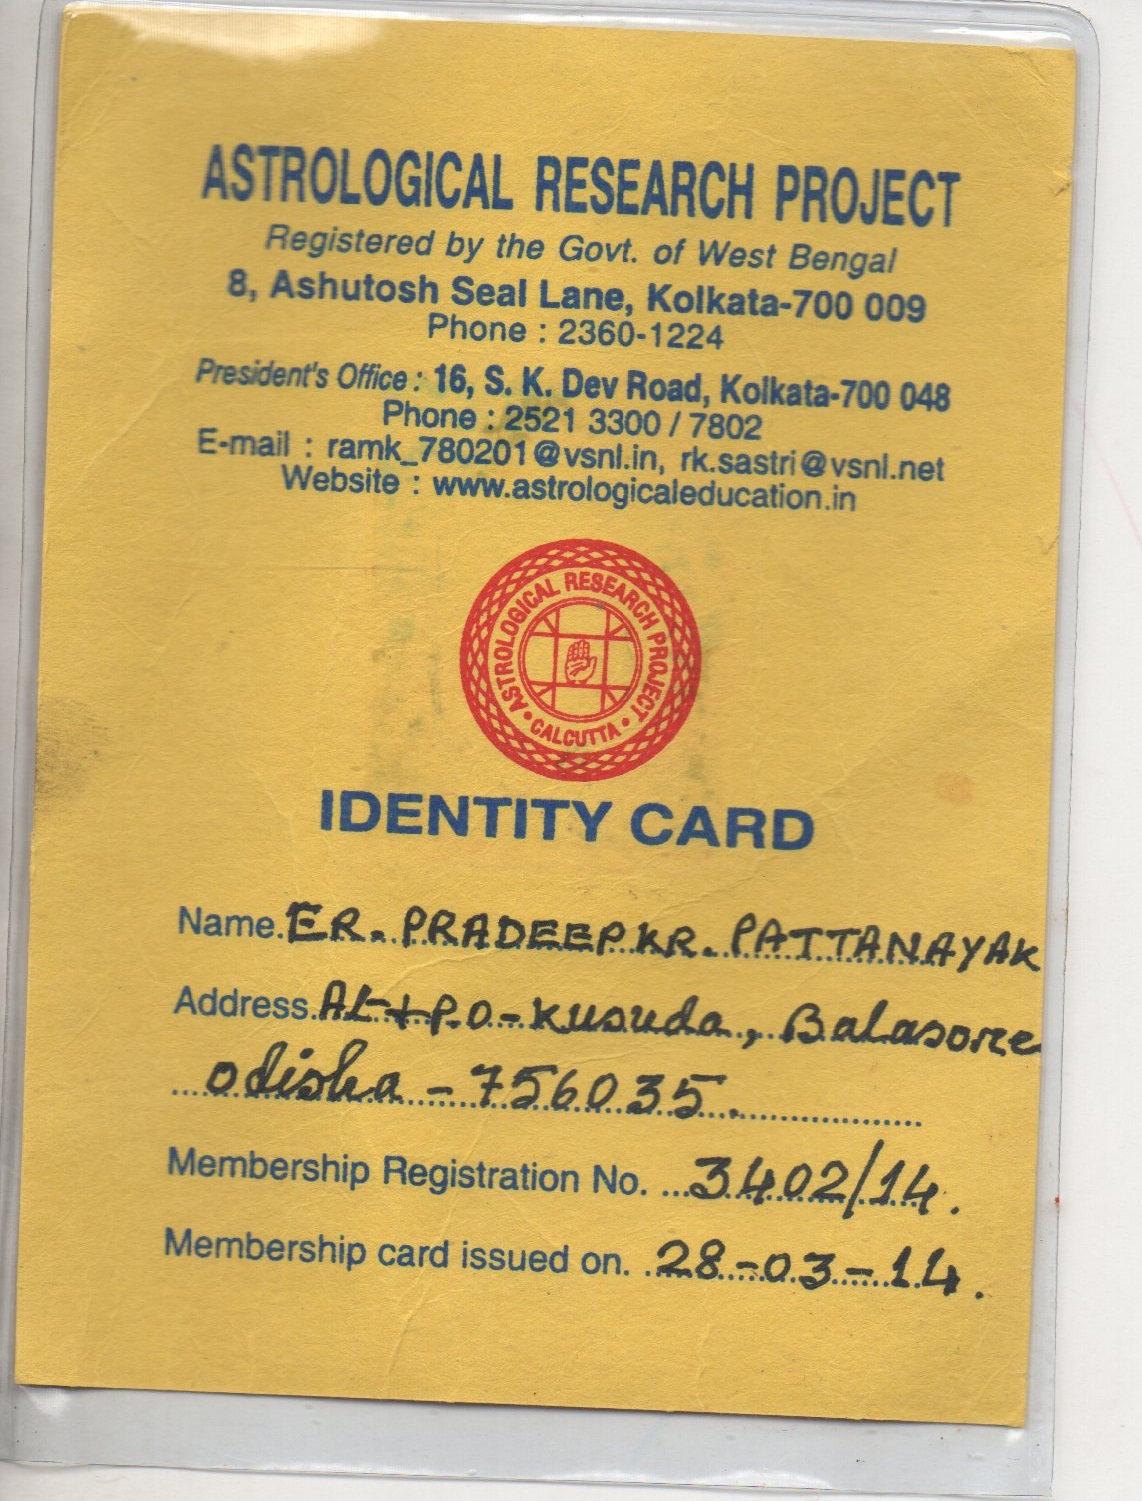 ASTROLOGICAL RESEARCH PROJECT
Registered by the Govt. of West Bengal
8, Ashutosh Seal Lane, Kolkata-700 009
Phone : 2360-1224
President's Office : 16, S. K. Dev Road, Kolkata-700 048
Phone : 2521 3300 / 7802
E-mail : ramk_780201@vsnl.in, rk.sastri@vsnl.net
Website : www.astrologicaleducation.in
ASTROLOGICAL RESEARCH PROJECT
• CALCUTTA •
IDENTITY CARD
Name. ER. PRADEEP KR. PATTANAYAK
Address. At+P.O-Kusuda, Balasore
Odisha - 756035.
Membership Registration No. ...3402/14.
Membership card issued on. 28-03-14.